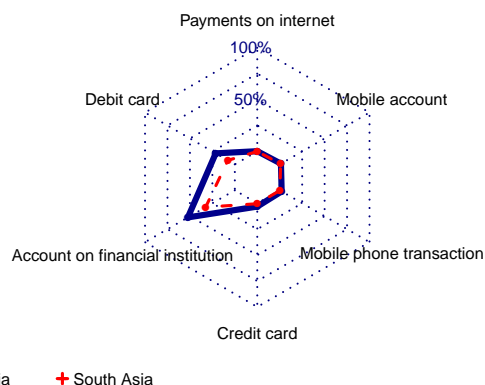 Payments on internet
100%
50%
Debit card
Mobile account
Account on financial institution
Mobile phone transaction
Credit card
South Asia